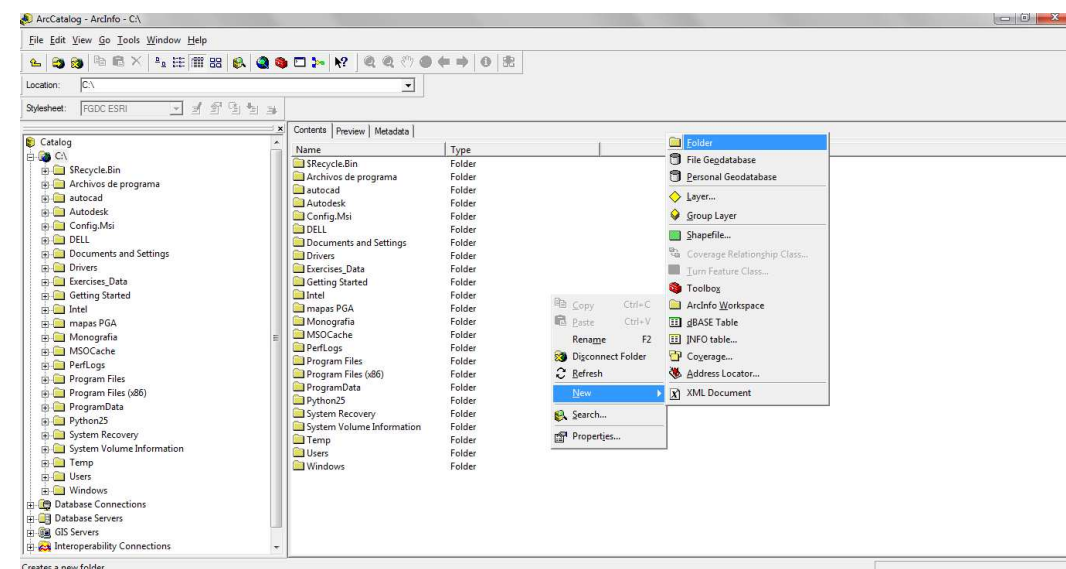 ArcCatalog - ArcInfo - C:\
File Edit View Go Tools Window Help
Location: C:\
Stylesheet: FGDC ESRI
Catalog
C:\
$Recycle.Bin
Archivos de programa
autocad
Autodesk
Config.Msi
DELL
Documents and Settings
Drivers
Exercises_Data
Getting Started
Intel
mapas PGA
Monografia
MSOCache
PerfLogs
Program Files
Program Files (x86)
ProgramData
Python25
System Recovery
System Volume Information
Temp
Users
Windows
Database Connections
Database Servers
GIS Servers
Interoperability Connections
Contents Preview Metadata
Name Type
$Recycle.Bin Folder
Archivos de programa Folder
autocad Folder
Autodesk Folder
Config.Msi Folder
DELL Folder
Documents and Settings Folder
Drivers Folder
Exercises_Data Folder
Getting Started Folder
Intel Folder
mapas PGA Folder
Monografia Folder
MSOCache Folder
PerfLogs Folder
Program Files Folder
Program Files (x86) Folder
ProgramData Folder
Python25 Folder
System Recovery Folder
System Volume Information Folder
Temp Folder
Users Folder
Windows Folder
Copy Ctrl+C
Paste Ctrl+V
Rename F2
Disconnect Folder
Refresh
New
Search...
Properties...
Folder
File Geodatabase
Personal Geodatabase
Layer...
Group Layer
Shapefile...
Coverage Relationship Class...
Turn Feature Class...
Toolbox
ArcInfo Workspace
dBASE Table
INFO table...
Coverage...
Address Locator...
XML Document
Creates a new folder